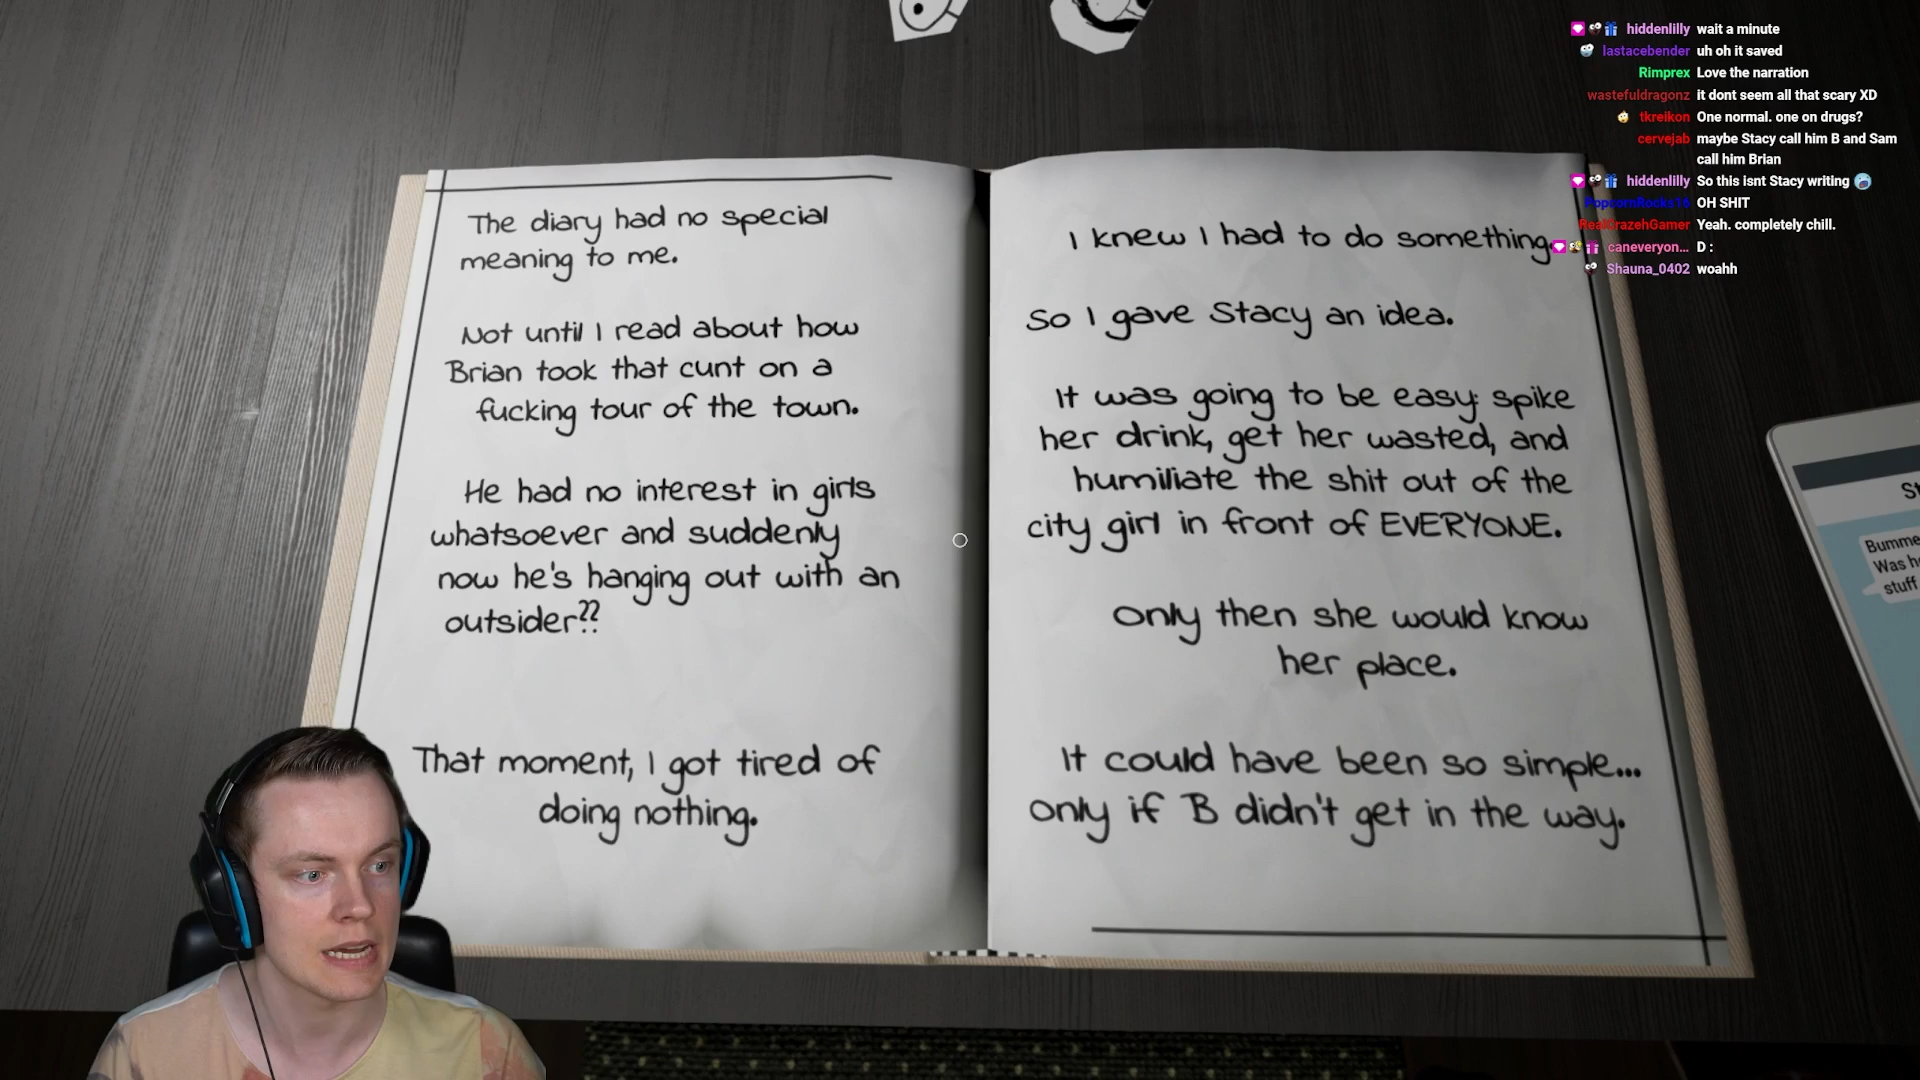 The diary had no special
meaning to me.
Not until I read about how
Brian took that cunt on a
fucking tour of the town.
He had no interest in girls
whatsoever and suddenly
now he's hanging out with an
outsider??
That moment, I got tired of
doing nothing.
I knew I had to do something.
So I gave Stacy an idea.
It was going to be easy: spike
her drink, get her wasted, and
humiliate the shit out of the
city girl in front of EVERYONE.
Only then she would know
her place.
It could have been so simple...
only if B didn't get in the way.
hiddenlilly wait a minute
lastacebender uh oh it saved
Rimprex Love the narration
wastefuldragonz it dont seem all that scary XD
tkreikon One normal. one on drugs?
cervejab maybe Stacy call him B and Sam
call him Brian
hiddenlilly So this isnt Stacy writing
PopcornRocks16 OH SHIT
RealKrazehGamer Yeah. completely chill.
caneveryon... D :
Shauna_0402 woahh
St
Bumme
Was h
stuff